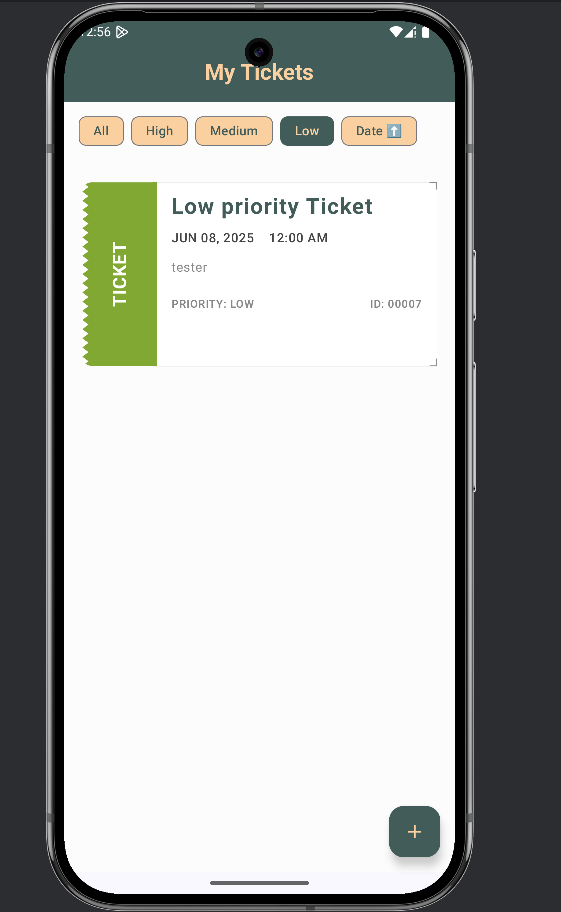 2:56
My Tickets
All High Medium Low Date ⬆️
TICKET
Low priority Ticket
JUN 08, 2025 12:00 AM
tester
PRIORITY: LOW ID: 00007
+